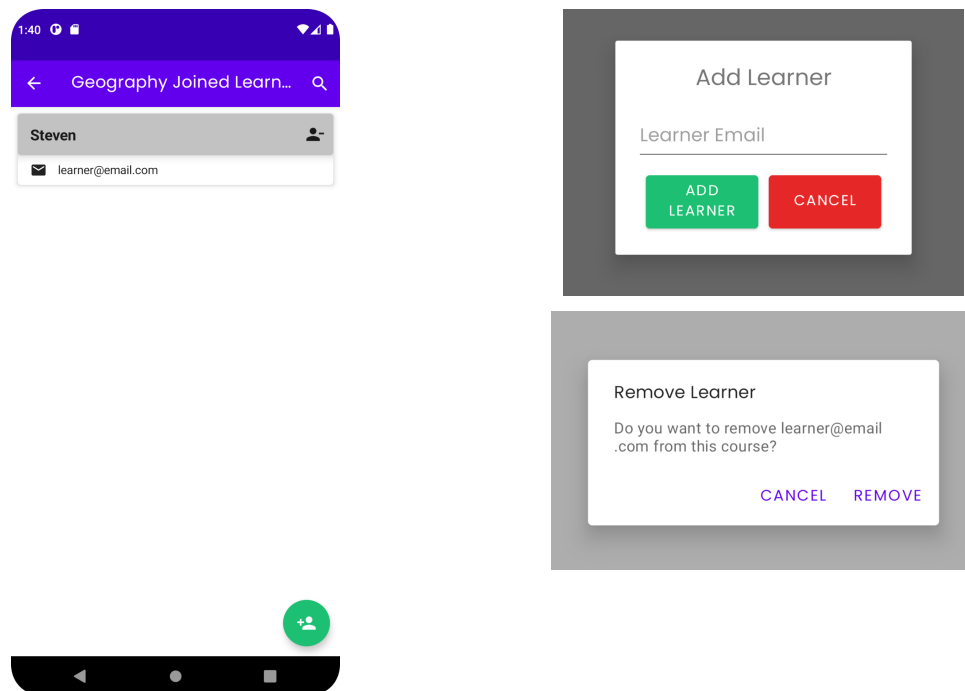 1:40
Geography Joined Learn...
Steven
learner@email.com
Add Learner
Learner Email
ADD
LEARNER
CANCEL
Remove Learner
Do you want to remove learner@email
.com from this course?
CANCEL REMOVE